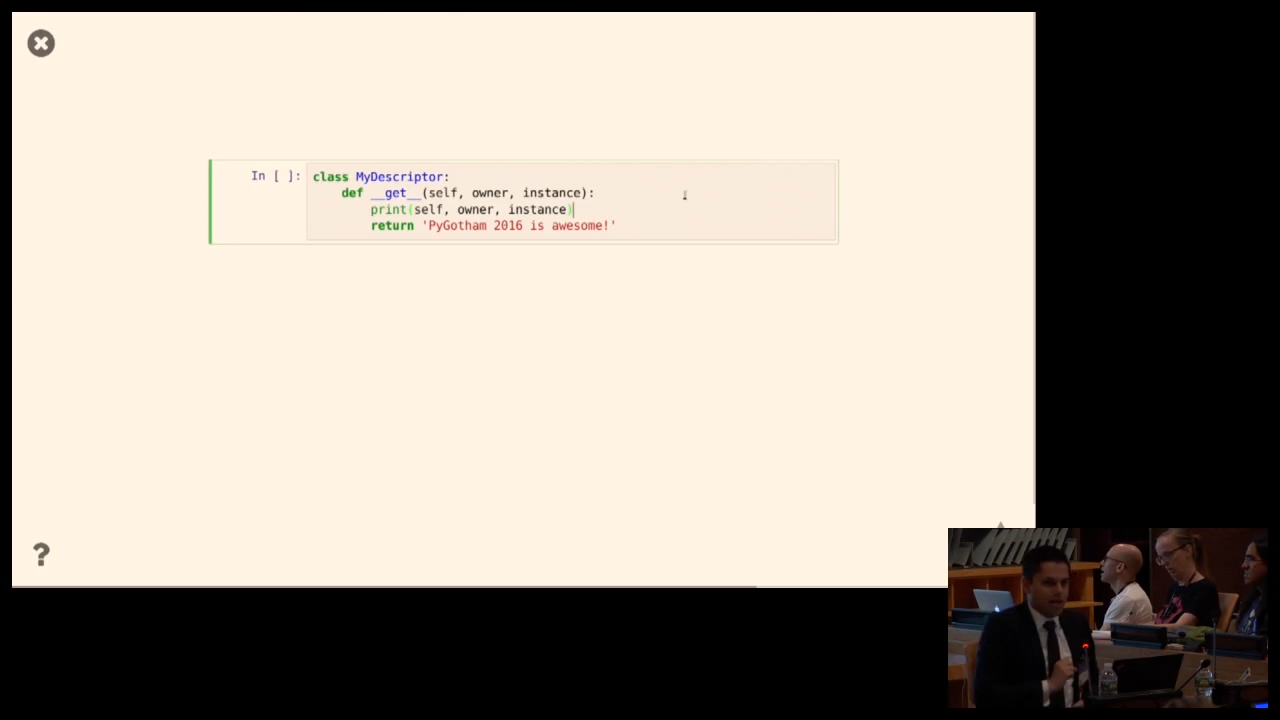 In [ ]: class MyDescriptor:
def __get__(self, owner, instance):
print(self, owner, instance)
return 'PyGotham 2016 is awesome!'
?